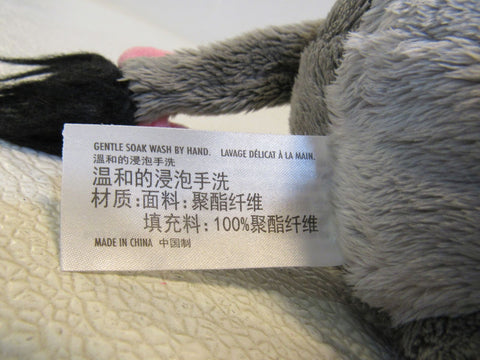 GENTLE SOAK WASH BY HAND. LAVAGE DÉLICAT À LA MAIN.
溫和的浸泡手洗
温和的浸泡手洗
材质:面料:聚酯纤维
填充料:100%聚酯纤维
MADE IN CHINA 中国制